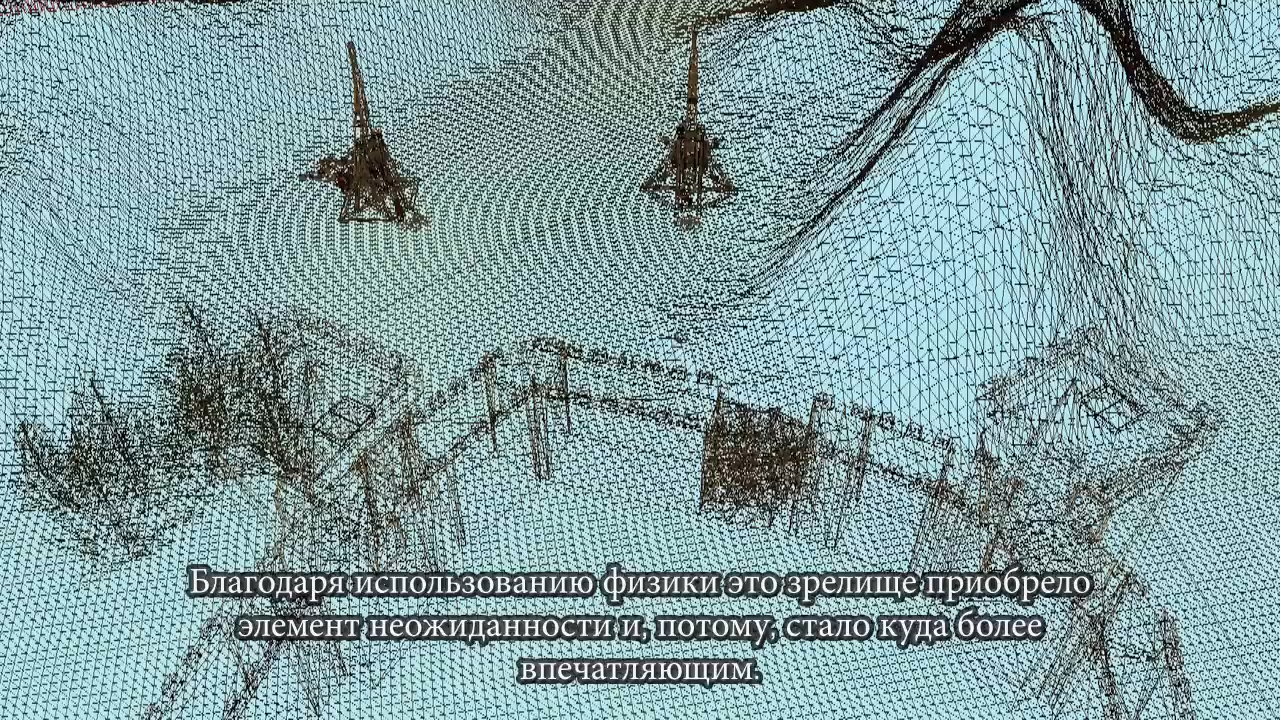 Благодаря использованию физики это зрелище приобрело
элемент неожиданности и, потому, стало куда более
впечатляющим.